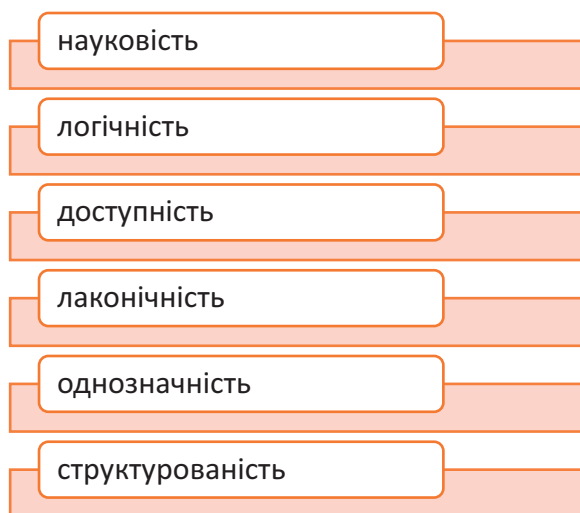 науковість
логічність
доступність
лаконічність
однозначність
структурованість